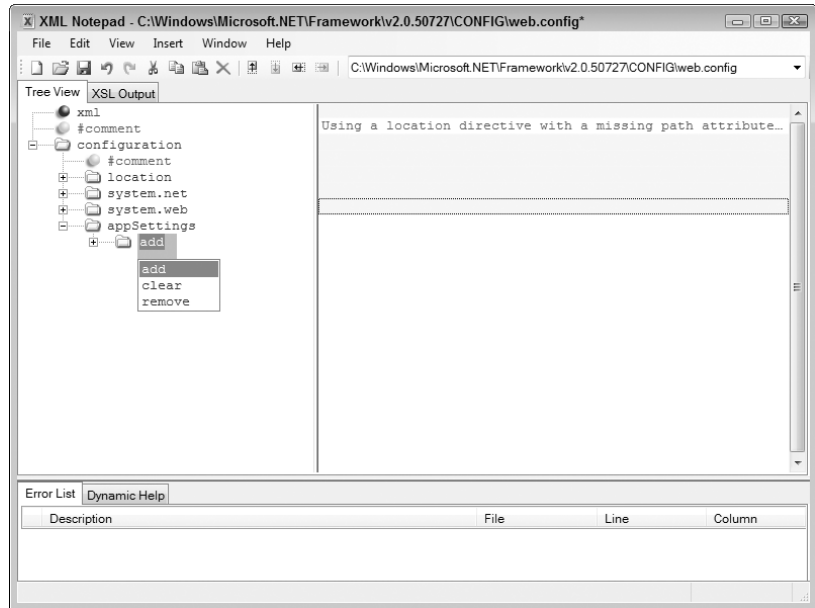 XML Notepad - C:\Windows\Microsoft.NET\Framework\v2.0.50727\CONFIG\web.config*
File Edit View Insert Window Help
C:\Windows\Microsoft.NET\Framework\v2.0.50727\CONFIG\web.config
Tree View XSL Output
xml
#comment Using a location directive with a missing path attribute…
configuration
#comment
location
system.net
system.web
appSettings
add
add
clear
remove
Error List Dynamic Help
Description File Line Column